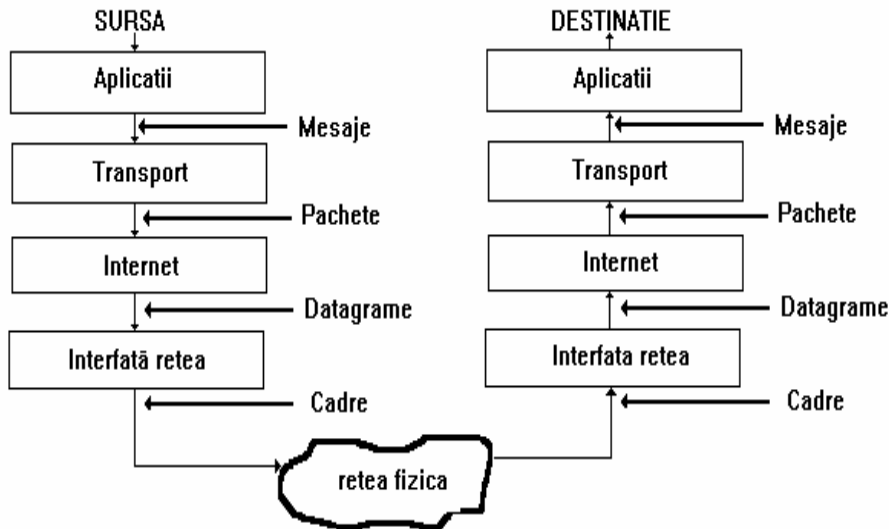 SURSA DESTINATIE
Aplicatii Aplicatii
Mesaje Mesaje
Transport Transport
Pachete Pachete
Internet Internet
Datagrame Datagrame
Interfată retea Interfata retea
Cadre Cadre
retea fizica